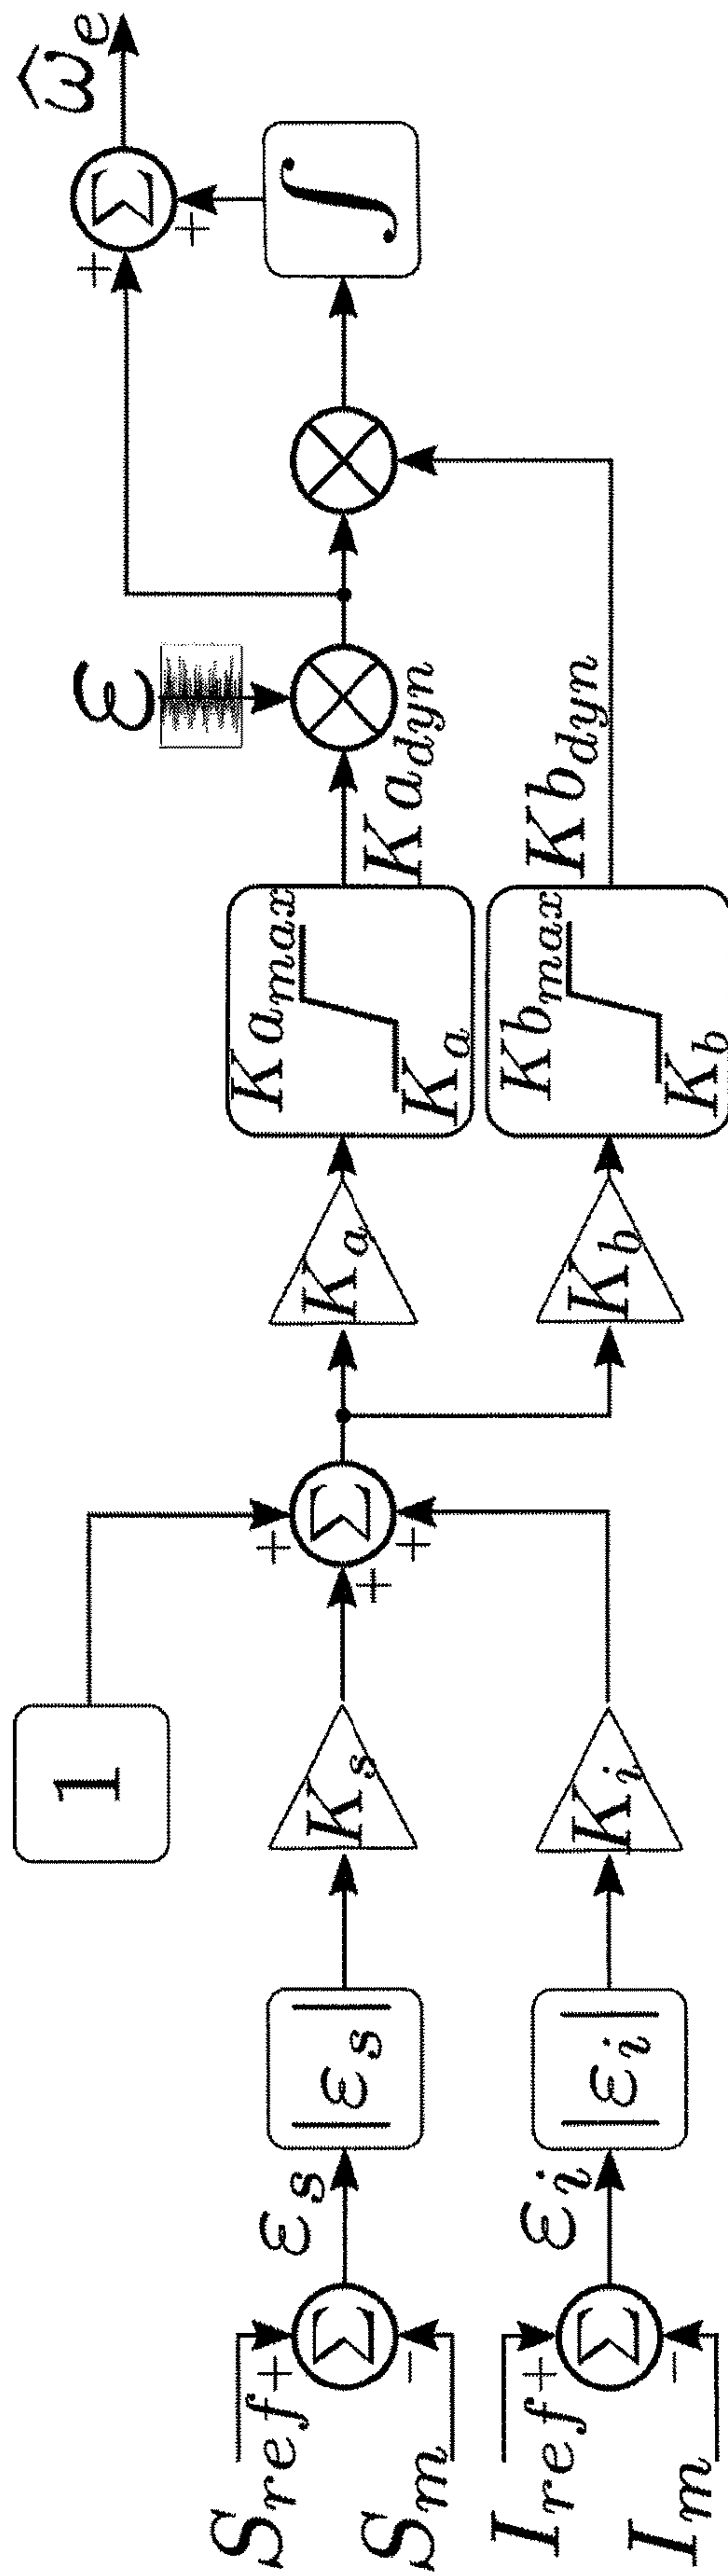 S_ref
+
Σ
-
S_m
ε_s
|ε_s|
K_s
I_ref
+
Σ
-
I_m
ε_i
|ε_i|
K_i
1
+
+
+
Σ
K_a
Ka_max
K_a
Ka_dyn
K_b
Kb_max
K_b
Kb_dyn
ε
∫
+
+
Σ
ω̂_e